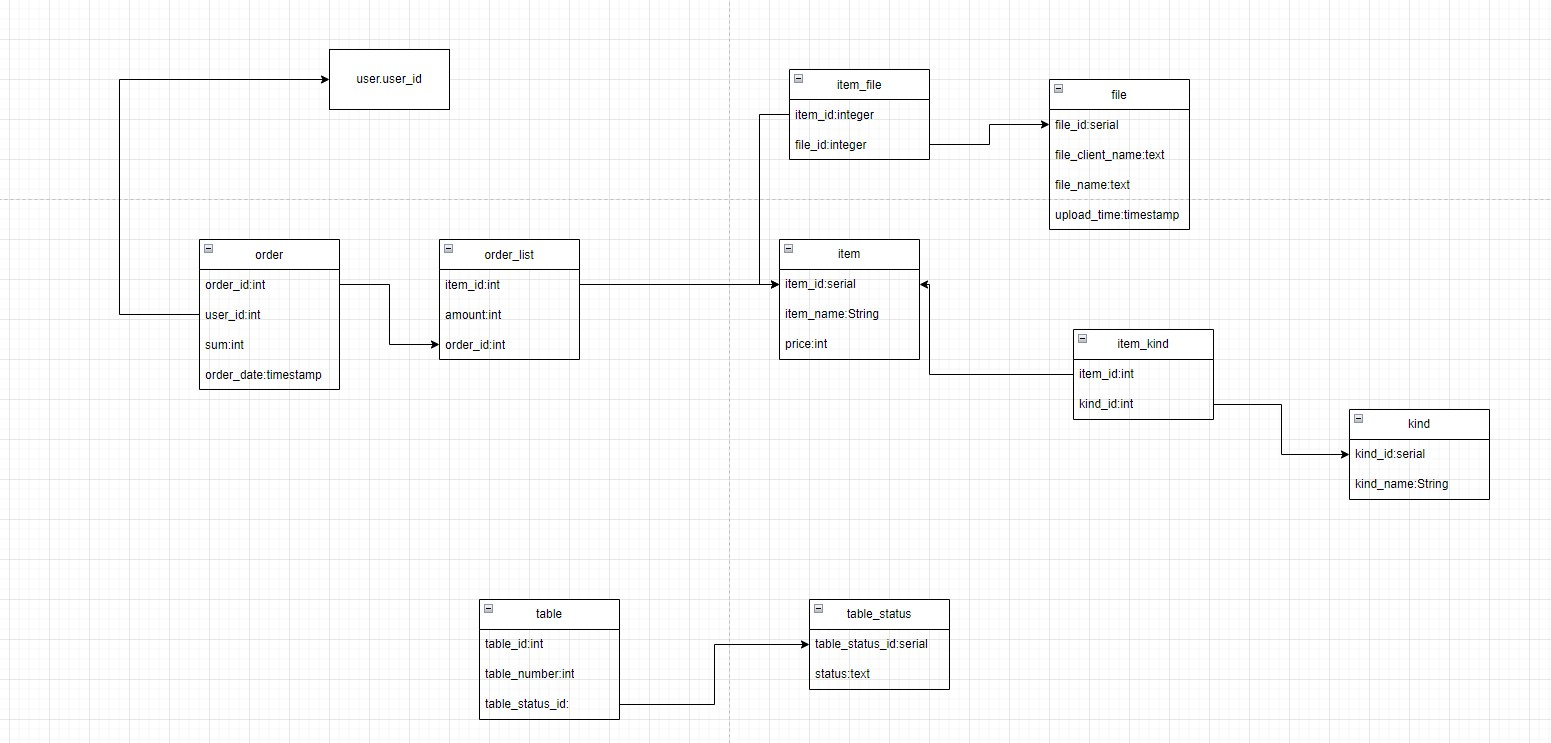 user.user_id
item_file
item_id:integer
file_id:integer
file
file_id:serial
file_client_name:text
file_name:text
upload_time:timestamp
order
order_id:int
user_id:int
sum:int
order_date:timestamp
order_list
item_id:int
amount:int
order_id:int
item
item_id:serial
item_name:String
price:int
item_kind
item_id:int
kind_id:int
kind
kind_id:serial
kind_name:String
table
table_id:int
table_number:int
table_status_id:
table_status
table_status_id:serial
status:text